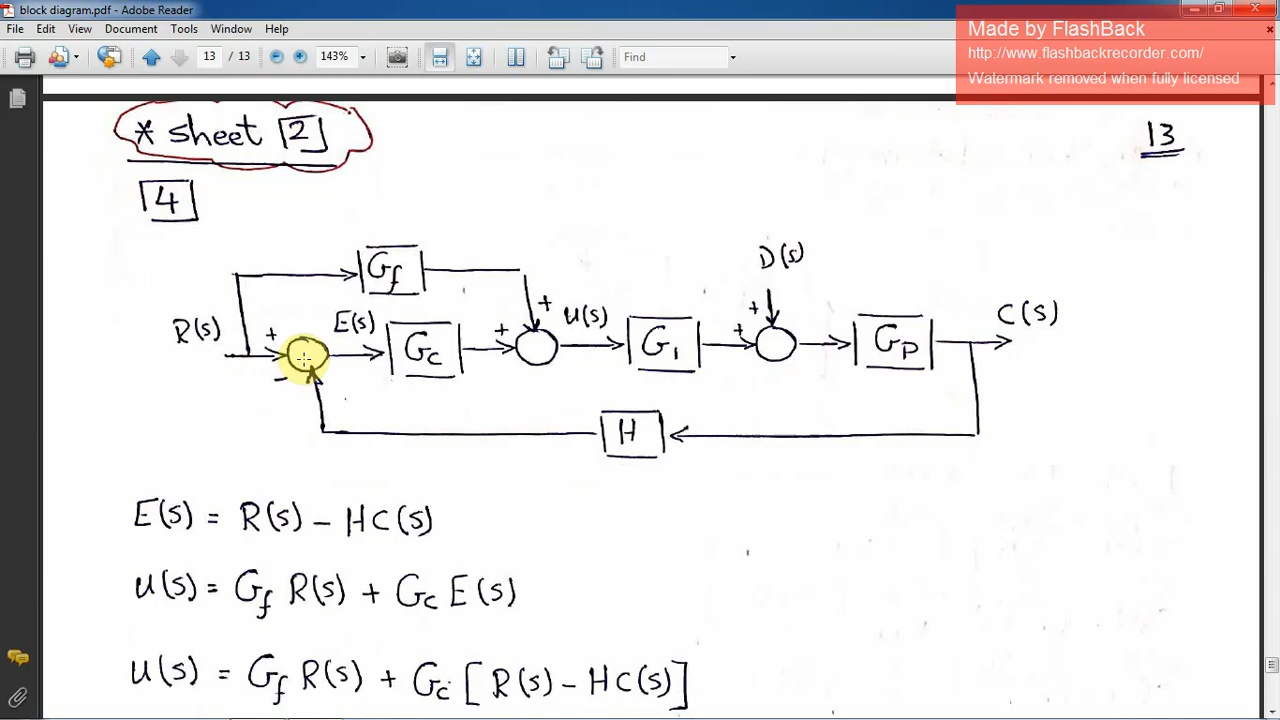 block diagram.pdf - Adobe Reader
File Edit View Document Tools Window Help
Made by FlashBack
http://www.flashbackrecorder.com/
Watermark removed when fully licensed
13 / 13 143% Find
* sheet 2
13
4
D(s)
Gf
R(s) + E(s) + + U(s) + + C(s)
Gc G1 Gp
-
H
E(s) = R(s) - HC(s)
U(s) = Gf R(s) + Gc E(s)
U(s) = Gf R(s) + Gc [ R(s) - HC(s) ]